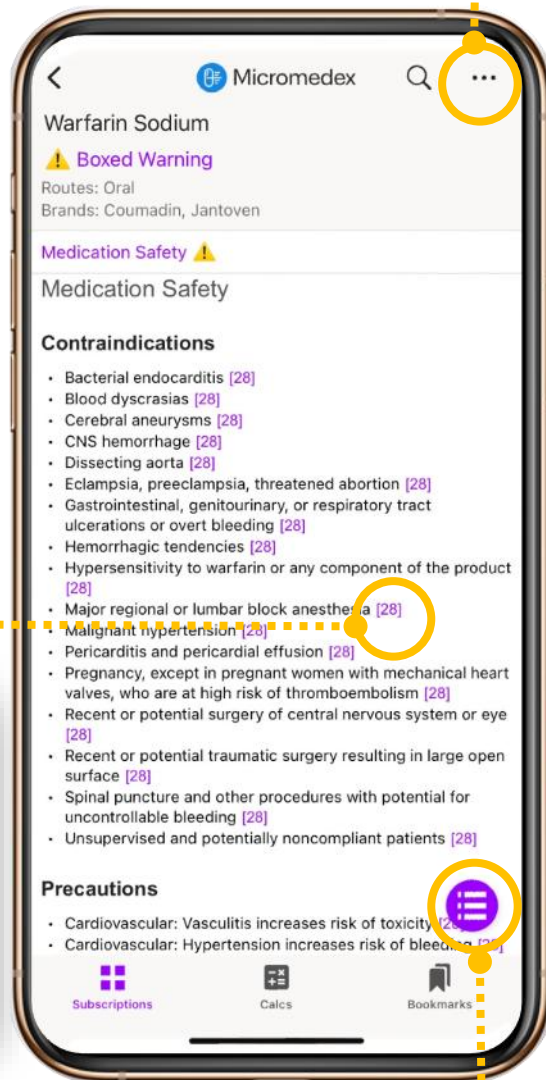 Micromedex
Warfarin Sodium
Boxed Warning
Routes: Oral
Brands: Coumadin, Jantoven
Medication Safety
Medication Safety
Contraindications
• Bacterial endocarditis [28]
• Blood dyscrasias [28]
• Cerebral aneurysms [28]
• CNS hemorrhage [28]
• Dissecting aorta [28]
• Eclampsia, preeclampsia, threatened abortion [28]
• Gastrointestinal, genitourinary, or respiratory tract
ulcerations or overt bleeding [28]
• Hemorrhagic tendencies [28]
• Hypersensitivity to warfarin or any component of the product
[28]
• Major regional or lumbar block anesthesia [28]
• Malignant hypertension [28]
• Pericarditis and pericardial effusion [28]
• Pregnancy, except in pregnant women with mechanical heart
valves, who are at high risk of thromboembolism [28]
• Recent or potential surgery of central nervous system or eye
[28]
• Recent or potential traumatic surgery resulting in large open
surface [28]
• Spinal puncture and other procedures with potential for
uncontrollable bleeding [28]
• Unsupervised and potentially noncompliant patients [28]
Precautions
• Cardiovascular: Vasculitis increases risk of toxicity
• Cardiovascular: Hypertension increases risk of bleeding
Subscriptions
Calcs
Bookmarks